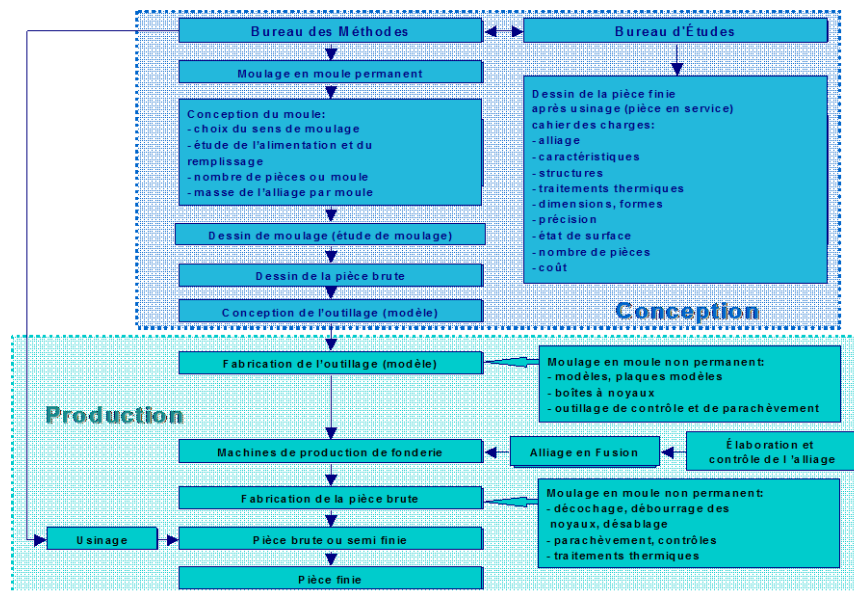 Bureau des Méthodes
Bureau d'Études
Moulage en moule permanent
Conception du moule:
- choix du sens de moulage
- étude de l'alimentation et du
remplissage
- nombre de pièces ou moule
- masse de l'alliage par moule
Dessin de la pièce finie
après usinage (pièce en service)
cahier des charges:
- alliage
- caractéristiques
- structures
- traitements thermiques
- dimensions, formes
- précision
- état de surface
- nombre de pièces
- coût
Dessin de moulage (étude de moulage)
Dessin de la pièce brute
Conception de l'outillage (modèle)
Conception
Fabrication de l'outillage (modèle)
Moulage en moule non permanent:
- modèles, plaques modèles
- boîtes à noyaux
- outillage de contrôle et de parachèvement
Production
Machines de production de fonderie
Alliage en Fusion
Élaboration et
contrôle de l'alliage
Fabrication de la pièce brute
Moulage en moule non permanent:
- décochage, débourrage des
noyaux, désablage
- parachèvement, contrôles
- traitements thermiques
Usinage
Pièce brute ou semi finie
Pièce finie